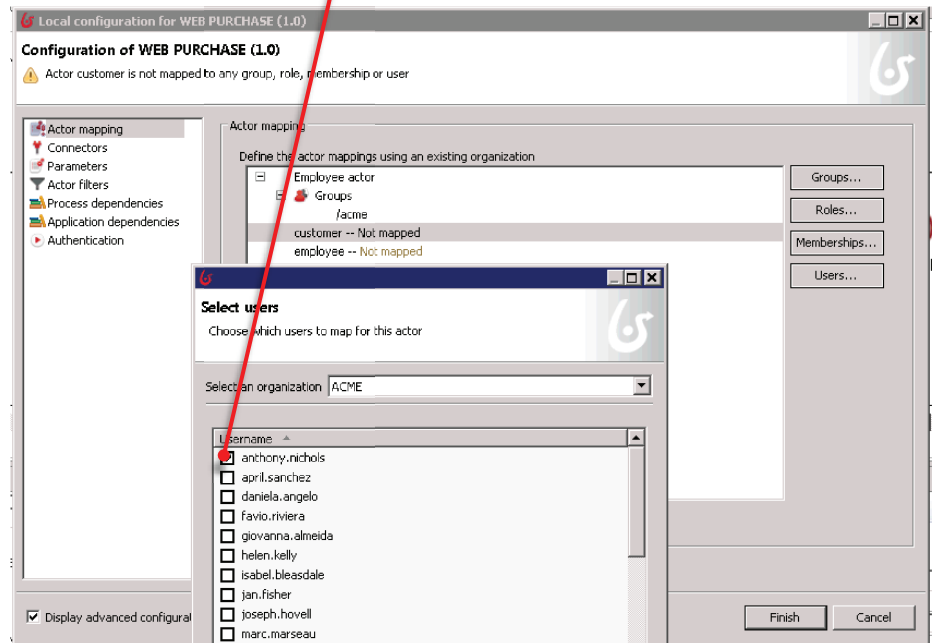 Local configuration for WEB PURCHASE (1.0)
Configuration of WEB PURCHASE (1.0)
Actor customer is not mapped to any group, role, membership or user
Actor mapping
Connectors
Parameters
Actor filters
Process dependencies
Application dependencies
Authentication
Actor mapping
Define the actor mappings using an existing organization
Employee actor
Groups
/acme
customer -- Not mapped
employee -- Not mapped
Groups...
Roles...
Memberships...
Users...
Select users
Choose which users to map for this actor
Select an organization ACME
Username
anthony.nichols
april.sanchez
daniela.angelo
favio.riviera
giovanna.almeida
helen.kelly
isabel.bleasdale
jan.fisher
joseph.hovell
marc.marseau
Display advanced configurat
Finish Cancel